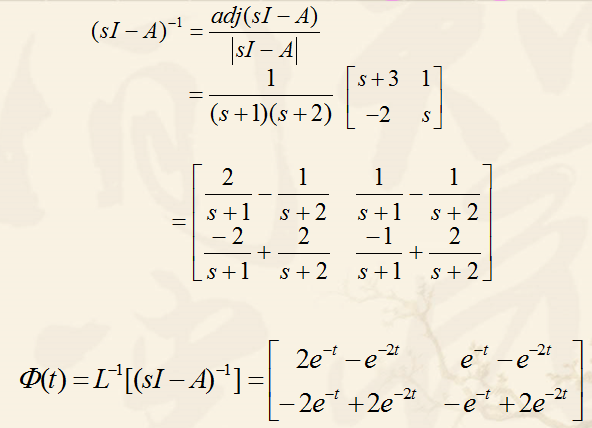 (sI − A)⁻¹ = adj(sI − A) / |sI − A|
= 1 / (s+1)(s+2) [ s+3 1 ; −2 s ]
= [ 2/(s+1) − 1/(s+2) 1/(s+1) − 1/(s+2) ; −2/(s+1) + 2/(s+2) −1/(s+1) + 2/(s+2) ]
Φ(t) = L⁻¹[(sI − A)⁻¹] = [ 2e⁻ᵗ − e⁻²ᵗ e⁻ᵗ − e⁻²ᵗ ; −2e⁻ᵗ + 2e⁻²ᵗ −e⁻ᵗ + 2e⁻²ᵗ ]